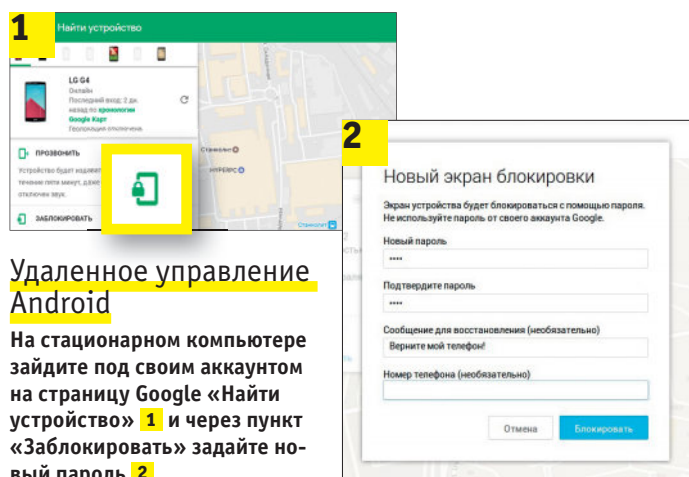 1
Найти устройство
LG G4
Онлайн
Последний вход: 2 дн.
назад по хронологии
Google Карт
Геолокация отключена.
ПРОЗВОНИТЬ
Устройство будет
течение пяти минут, даже
отключен звук.
ЗАБЛОКИРОВАТЬ
Станколит
HYPERPC
Станколит
Удаленное управление
Android
На стационарном компьютере
зайдите под своим аккаунтом
на страницу Google «Найти
устройство» 1 и через пункт
«Заблокировать» задайте но-
вый пароль 2
2
Новый экран блокировки
Экран устройства будет блокироваться с помощью пароля.
Не используйте пароль от своего аккаунта Google.
Новый пароль
••••
Подтвердите пароль
••••
Сообщение для восстановления (необязательно)
Верните мой телефон!
Номер телефона (необязательно)
Отмена
Блокировать